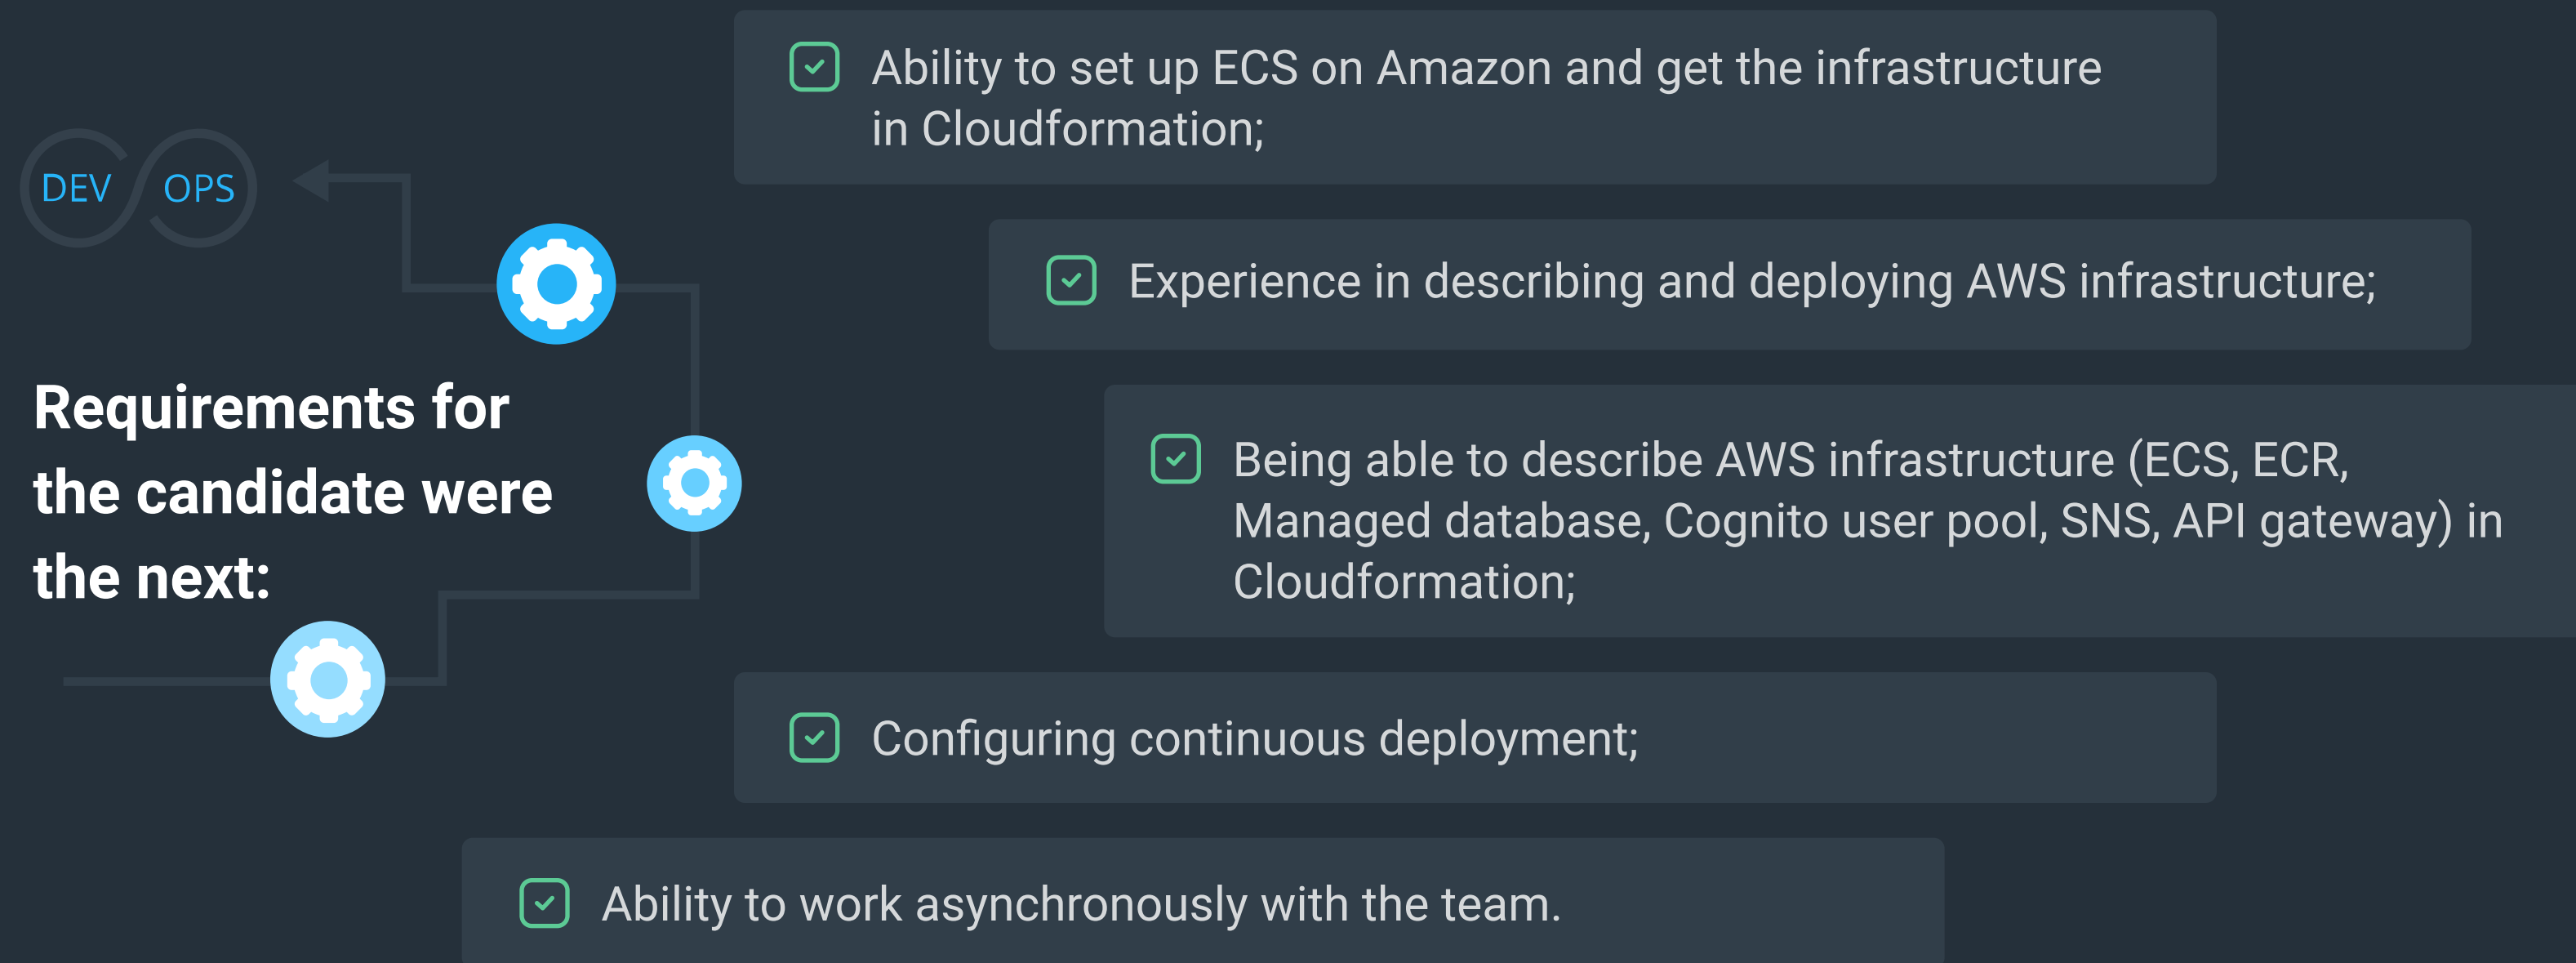 DEV OPS
Requirements for
the candidate were
the next:
Ability to set up ECS on Amazon and get the infrastructure
in Cloudformation;
Experience in describing and deploying AWS infrastructure;
Being able to describe AWS infrastructure (ECS, ECR,
Managed database, Cognito user pool, SNS, API gateway) in
Cloudformation;
Configuring continuous deployment;
Ability to work asynchronously with the team.